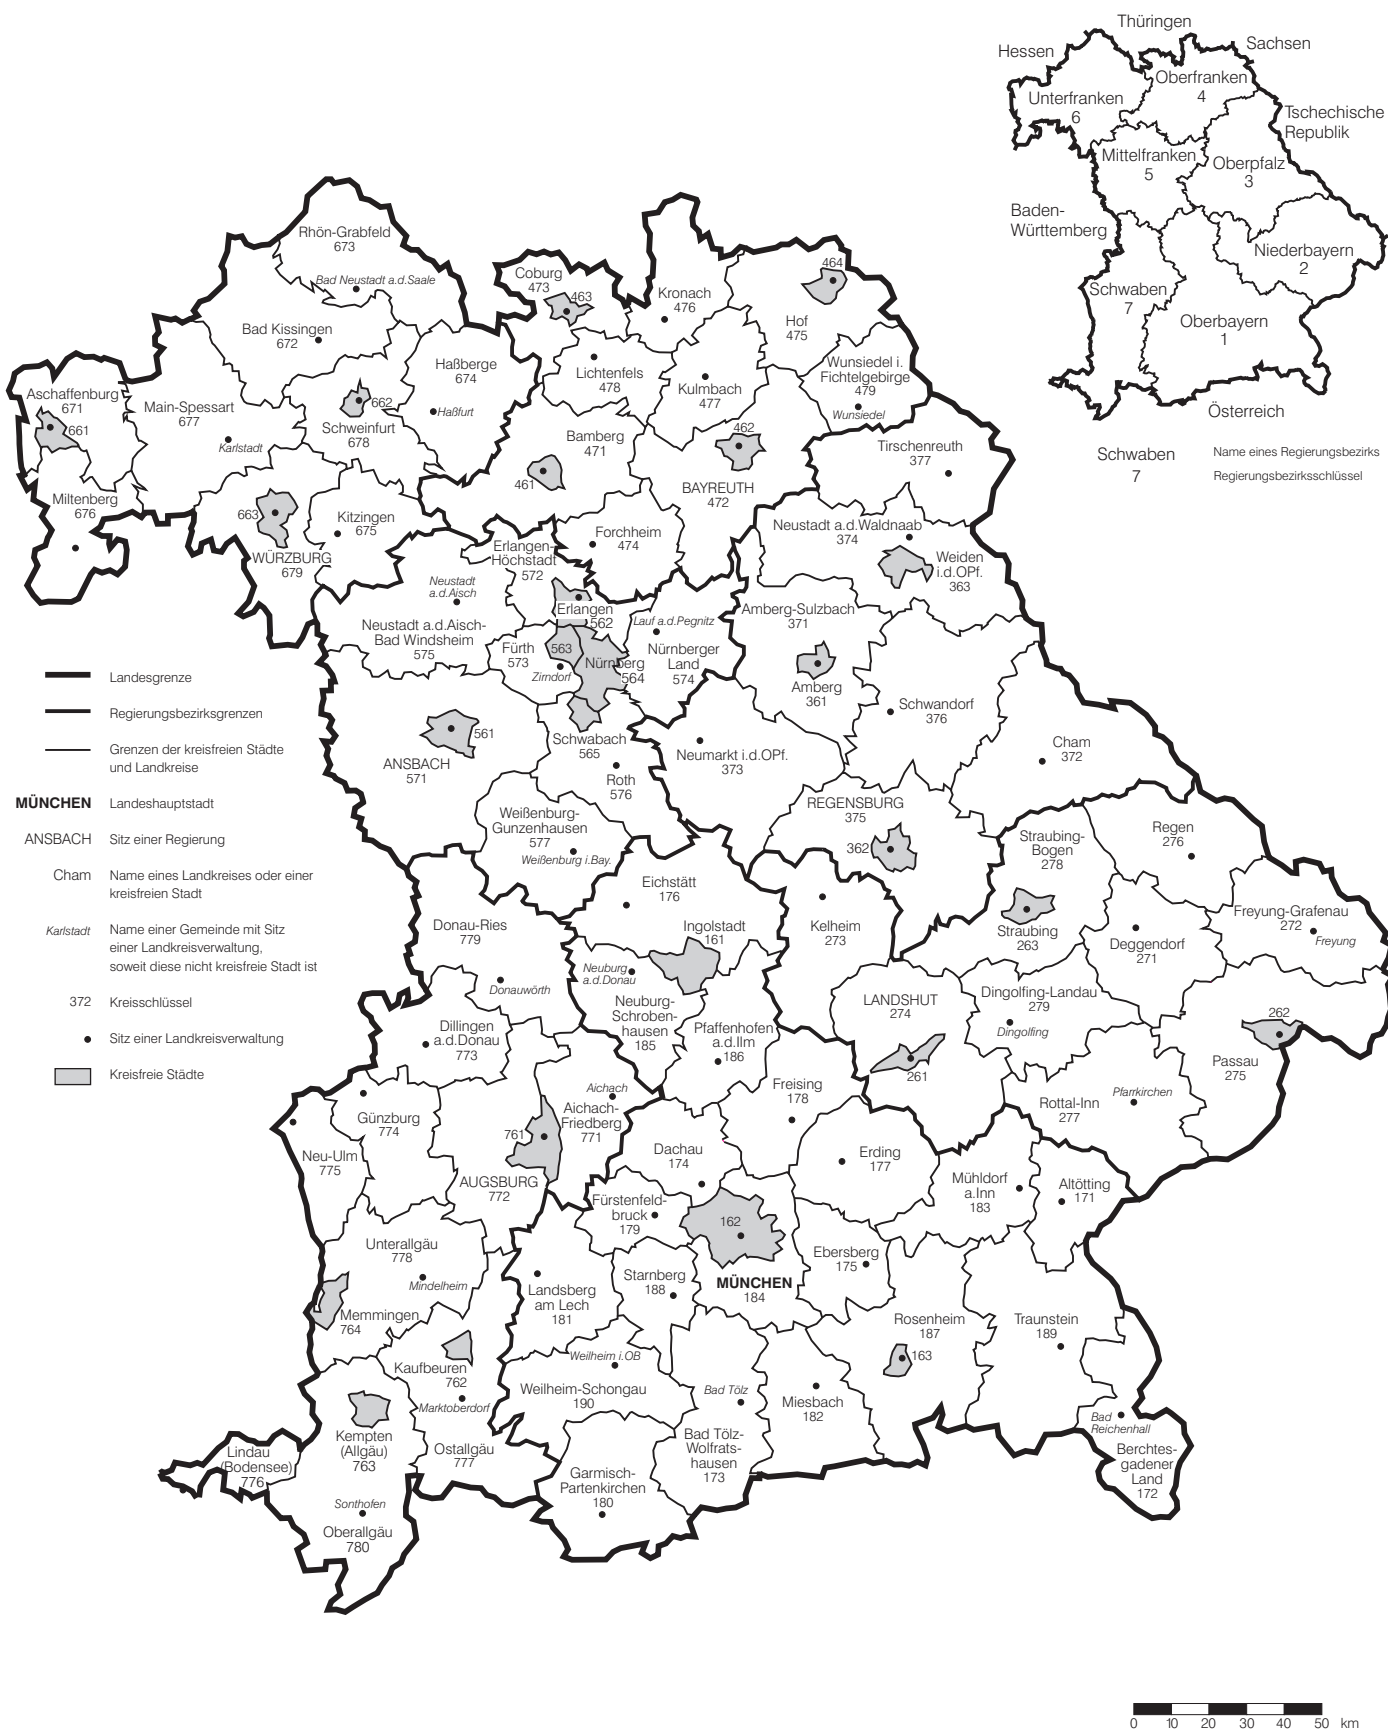 Thüringen
Hessen
Sachsen
Oberfranken
4
Unterfranken
6
Tschechische
Republik
Mittelfranken
5
Oberpfalz
3
Baden-
Württemberg
Niederbayern
2
Schwaben
7
Oberbayern
1
Österreich
Schwaben
Name eines Regierungsbezirks
7
Regierungsbezirksschlüssel
Rhön-Grabfeld
673
Bad Neustadt a.d.Saale
Coburg
473
463
Kronach
476
464
Hof
475
Bad Kissingen
672
Haßberge
674
Haßfurt
Lichtenfels
478
Kulmbach
477
Wunsiedel i.
Fichtelgebirge
479
Wunsiedel
Aschaffenburg
671
661
Main-Spessart
677
Karlstadt
662
Schweinfurt
678
Bamberg
471
461
462
BAYREUTH
472
Tirschenreuth
377
Miltenberg
676
663
WÜRZBURG
679
Kitzingen
675
Forchheim
474
Neustadt a.d.Waldnaab
374
Weiden
i.d.OPf.
363
Erlangen-
Höchstadt
572
Neustadt
a.d.Aisch
Neustadt a.d.Aisch-
Bad Windsheim
575
Erlangen
562
Lauf a.d.Pegnitz
Nürnberger
Land
574
Amberg-Sulzbach
371
Amberg
361
Fürth
573
563
Zirndorf
Nürnberg
564
Schwandorf
376
561
ANSBACH
571
Schwabach
565
Roth
576
Neumarkt i.d.OPf.
373
Cham
372
Weißenburg-
Gunzenhausen
577
Weißenburg i.Bay.
REGENSBURG
375
362
Straubing-
Bogen
278
Straubing
263
Regen
276
Landesgrenze
Regierungsbezirksgrenzen
Grenzen der kreisfreien Städte
und Landkreise
MÜNCHEN
Landeshauptstadt
ANSBACH
Sitz einer Regierung
Cham
Name eines Landkreises oder einer
kreisfreien Stadt
Karlstadt
Name einer Gemeinde mit Sitz
einer Landkreisverwaltung,
soweit diese nicht kreisfreie Stadt ist
372
Kreisschlüssel
Sitz einer Landkreisverwaltung
Kreisfreie Städte
Eichstätt
176
Ingolstadt
161
Kelheim
273
Deggendorf
271
Freyung-Grafenau
272
Freyung
Donau-Ries
779
Donauwörth
Neuburg
a.d.Donau
Neuburg-
Schroben-
hausen
185
Pfaffenhofen
a.d.Ilm
186
LANDSHUT
274
261
Dingolfing-Landau
279
Dingolfing
262
Passau
275
Dillingen
a.d.Donau
773
Freising
178
Rottal-Inn
277
Pfarrkirchen
Günzburg
774
Aichach
Aichach-
Friedberg
771
761
AUGSBURG
772
Neu-Ulm
775
Dachau
174
Erding
177
Mühldorf
a.Inn
183
Altötting
171
Fürstenfeld-
bruck
179
162
MÜNCHEN
184
Ebersberg
175
Unterallgäu
778
Mindelheim
Memmingen
764
Landsberg
am Lech
181
Starnberg
188
Rosenheim
187
163
Traunstein
189
Kaufbeuren
762
Marktoberdorf
Weilheim i.OB
Weilheim-Schongau
190
Bad Tölz
Bad Tölz-
Wolfrats-
hausen
173
Miesbach
182
Bad
Reichenhall
Berchtes-
gadener
Land
172
Kempten
(Allgäu)
763
Ostallgäu
777
Lindau
(Bodensee)
776
Garmisch-
Partenkirchen
180
Sonthofen
Oberallgäu
780
0 10 20 30 40 50 km